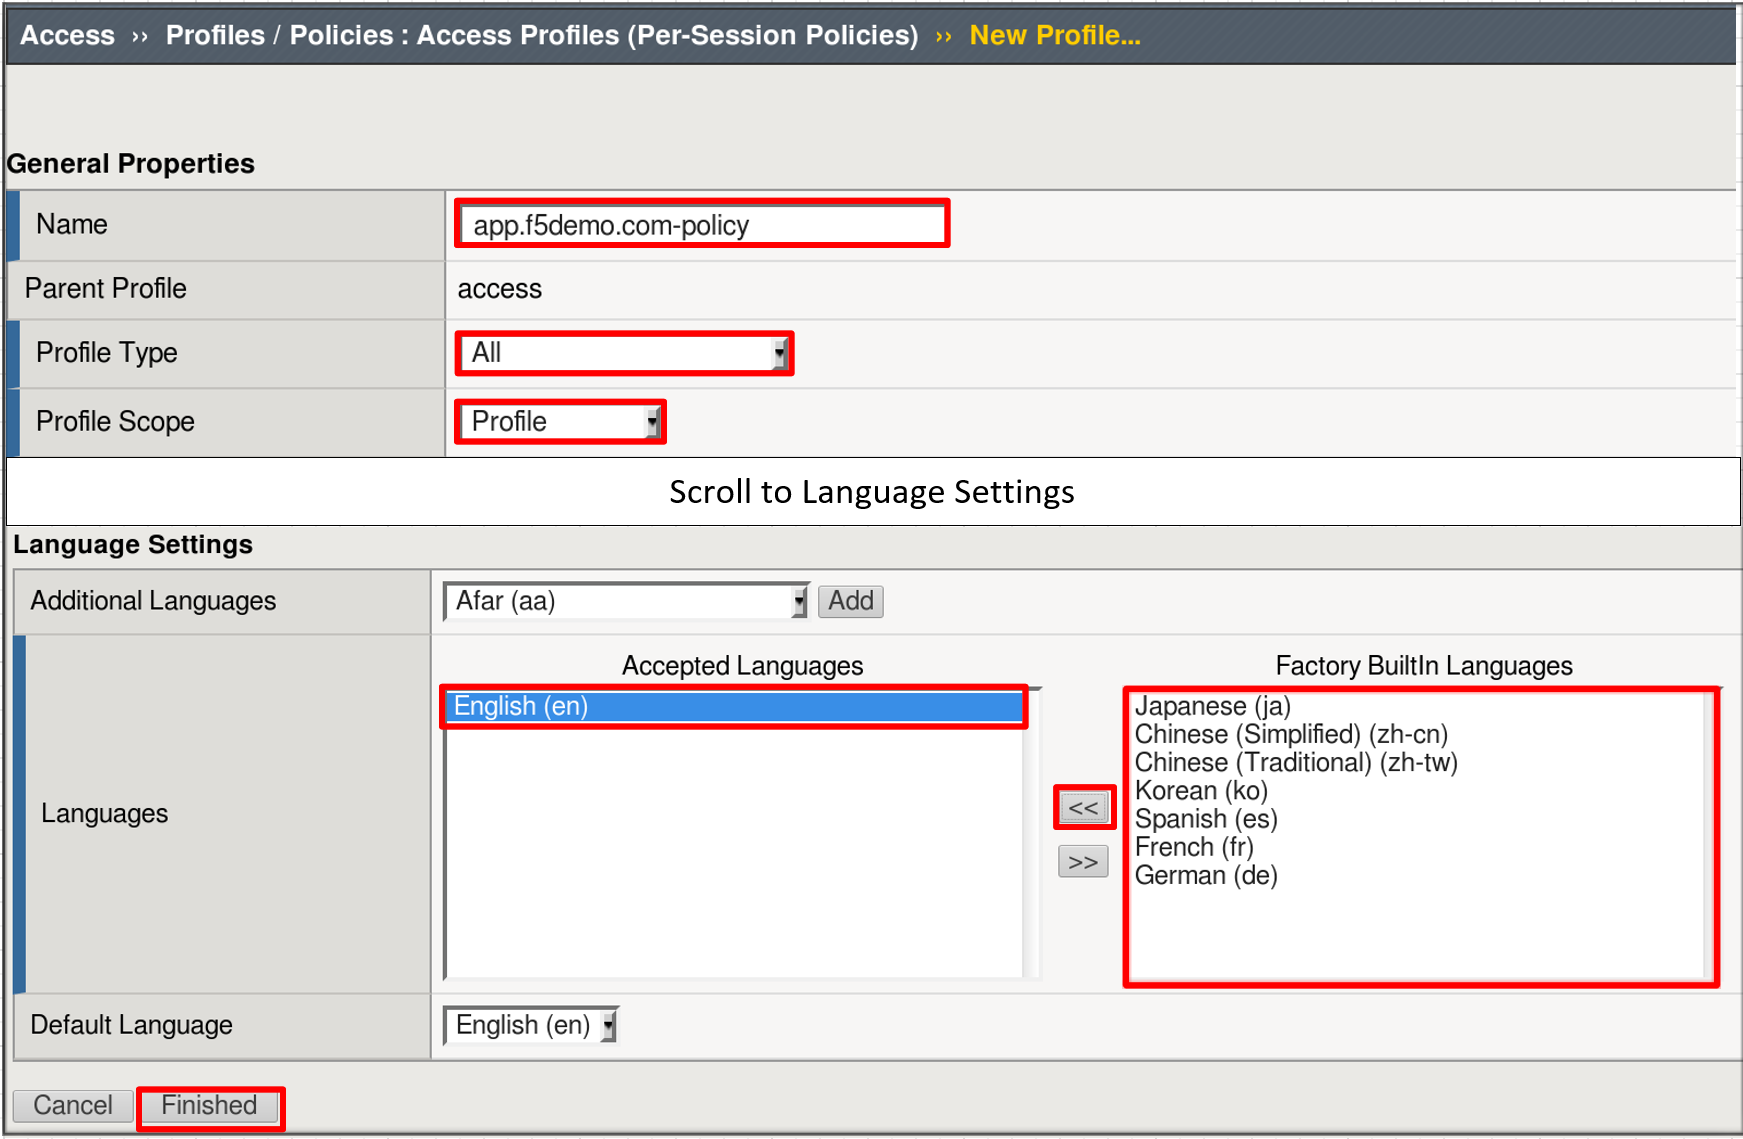 Access ›› Profiles / Policies : Access Profiles (Per-Session Policies) ›› New Profile...
General Properties
Name app.f5demo.com-policy
Parent Profile access
Profile Type All
Profile Scope Profile
Scroll to Language Settings
Language Settings
Additional Languages Afar (aa) Add
Accepted Languages Factory BuiltIn Languages
English (en) Japanese (ja)
Chinese (Simplified) (zh-cn)
Chinese (Traditional) (zh-tw)
Korean (ko)
<< Spanish (es)
French (fr)
>> German (de)
Languages
Default Language English (en)
Cancel Finished